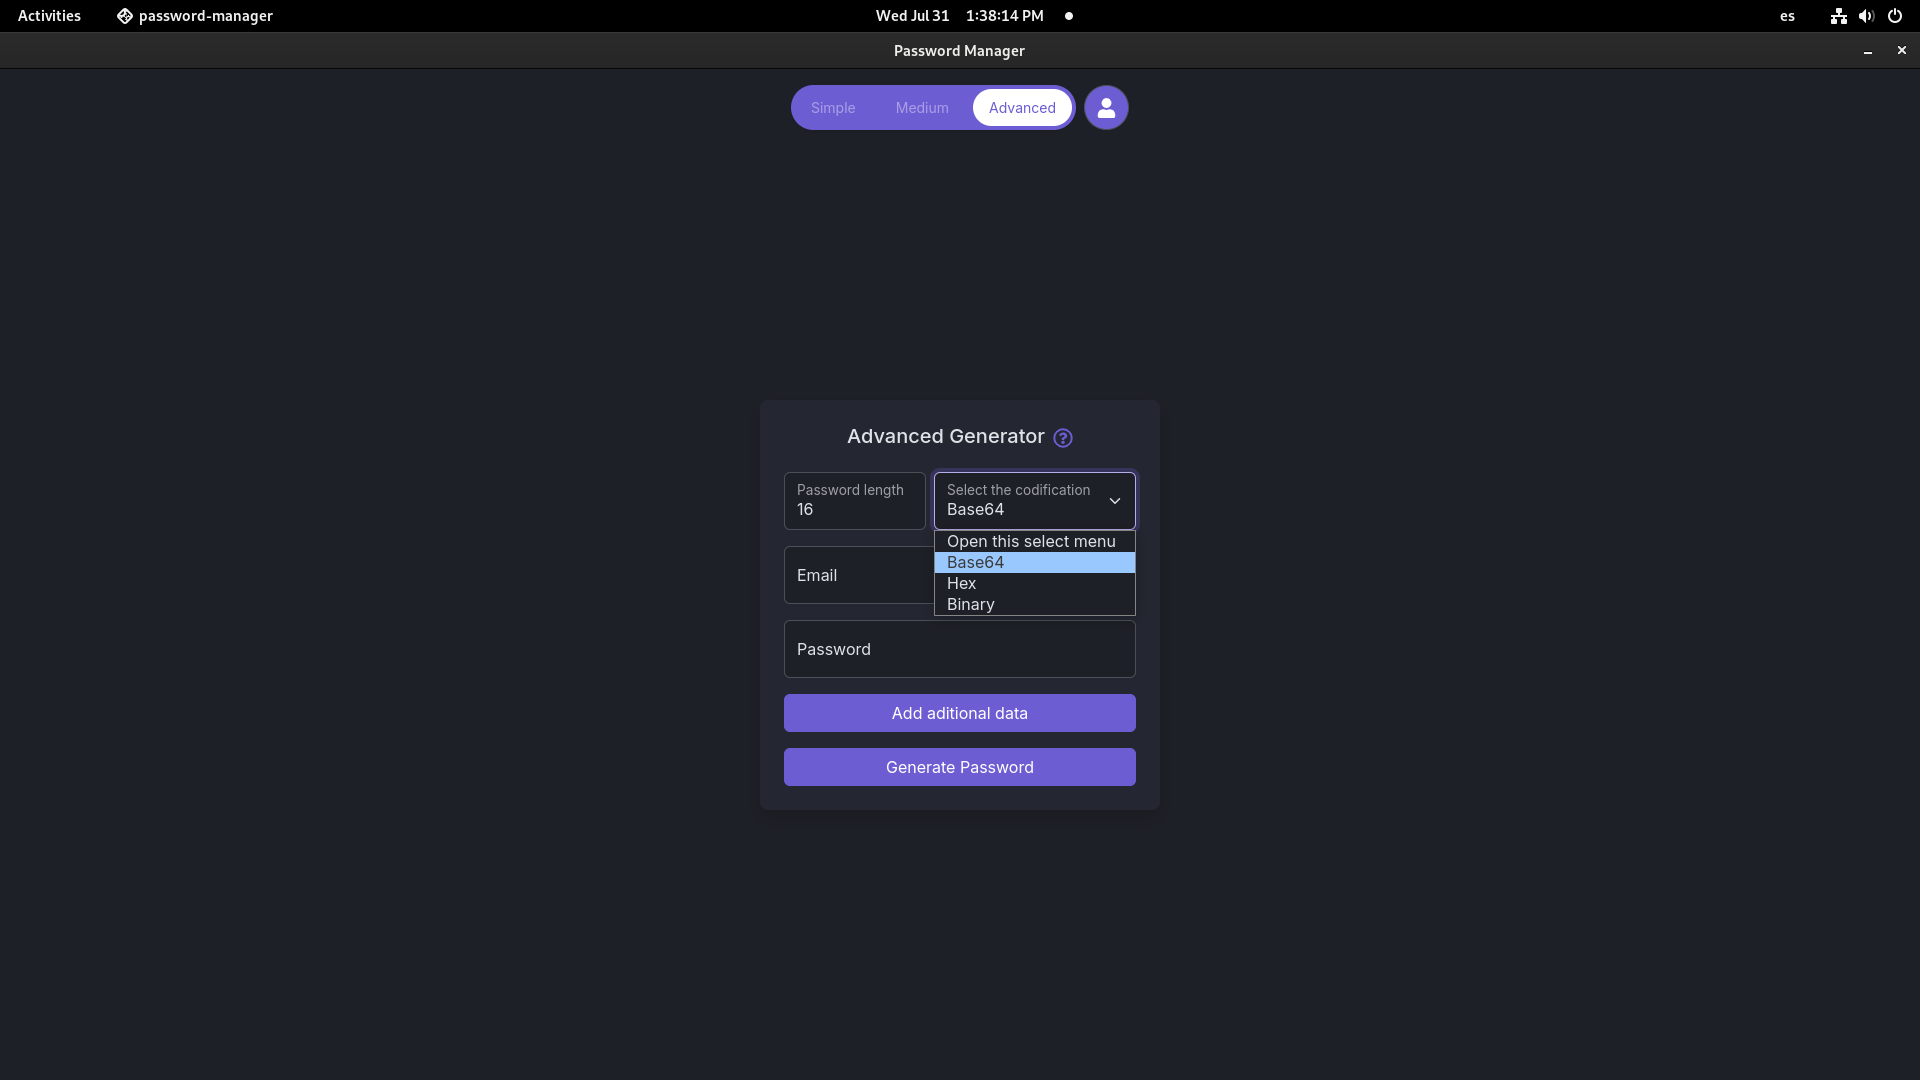 Activities
password-manager
Wed Jul 31 1:38:14 PM
es
Password Manager
Simple
Medium
Advanced
Advanced Generator
Password length
16
Select the codification
Base64
Open this select menu
Base64
Hex
Binary
Email
Password
Add aditional data
Generate Password